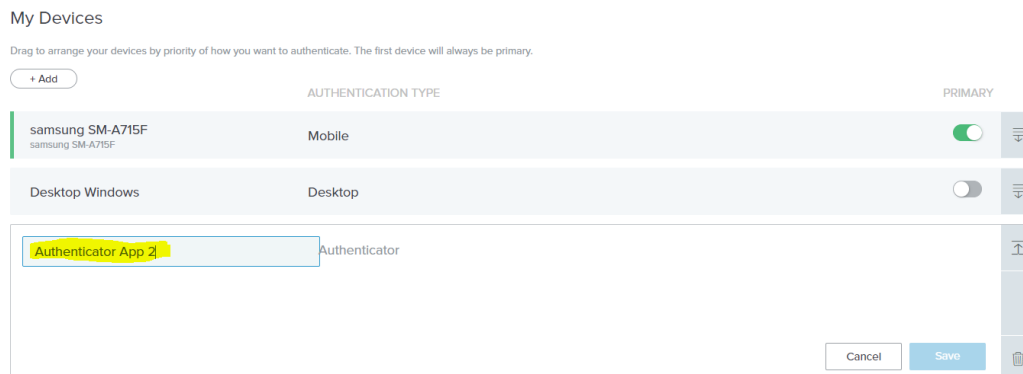 My Devices
Drag to arrange your devices by priority of how you want to authenticate. The first device will always be primary.
+ Add
AUTHENTICATION TYPE PRIMARY
samsung SM-A715F
samsung SM-A715F
Mobile
Desktop Windows Desktop
Authenticator App 2 Authenticator
Cancel Save